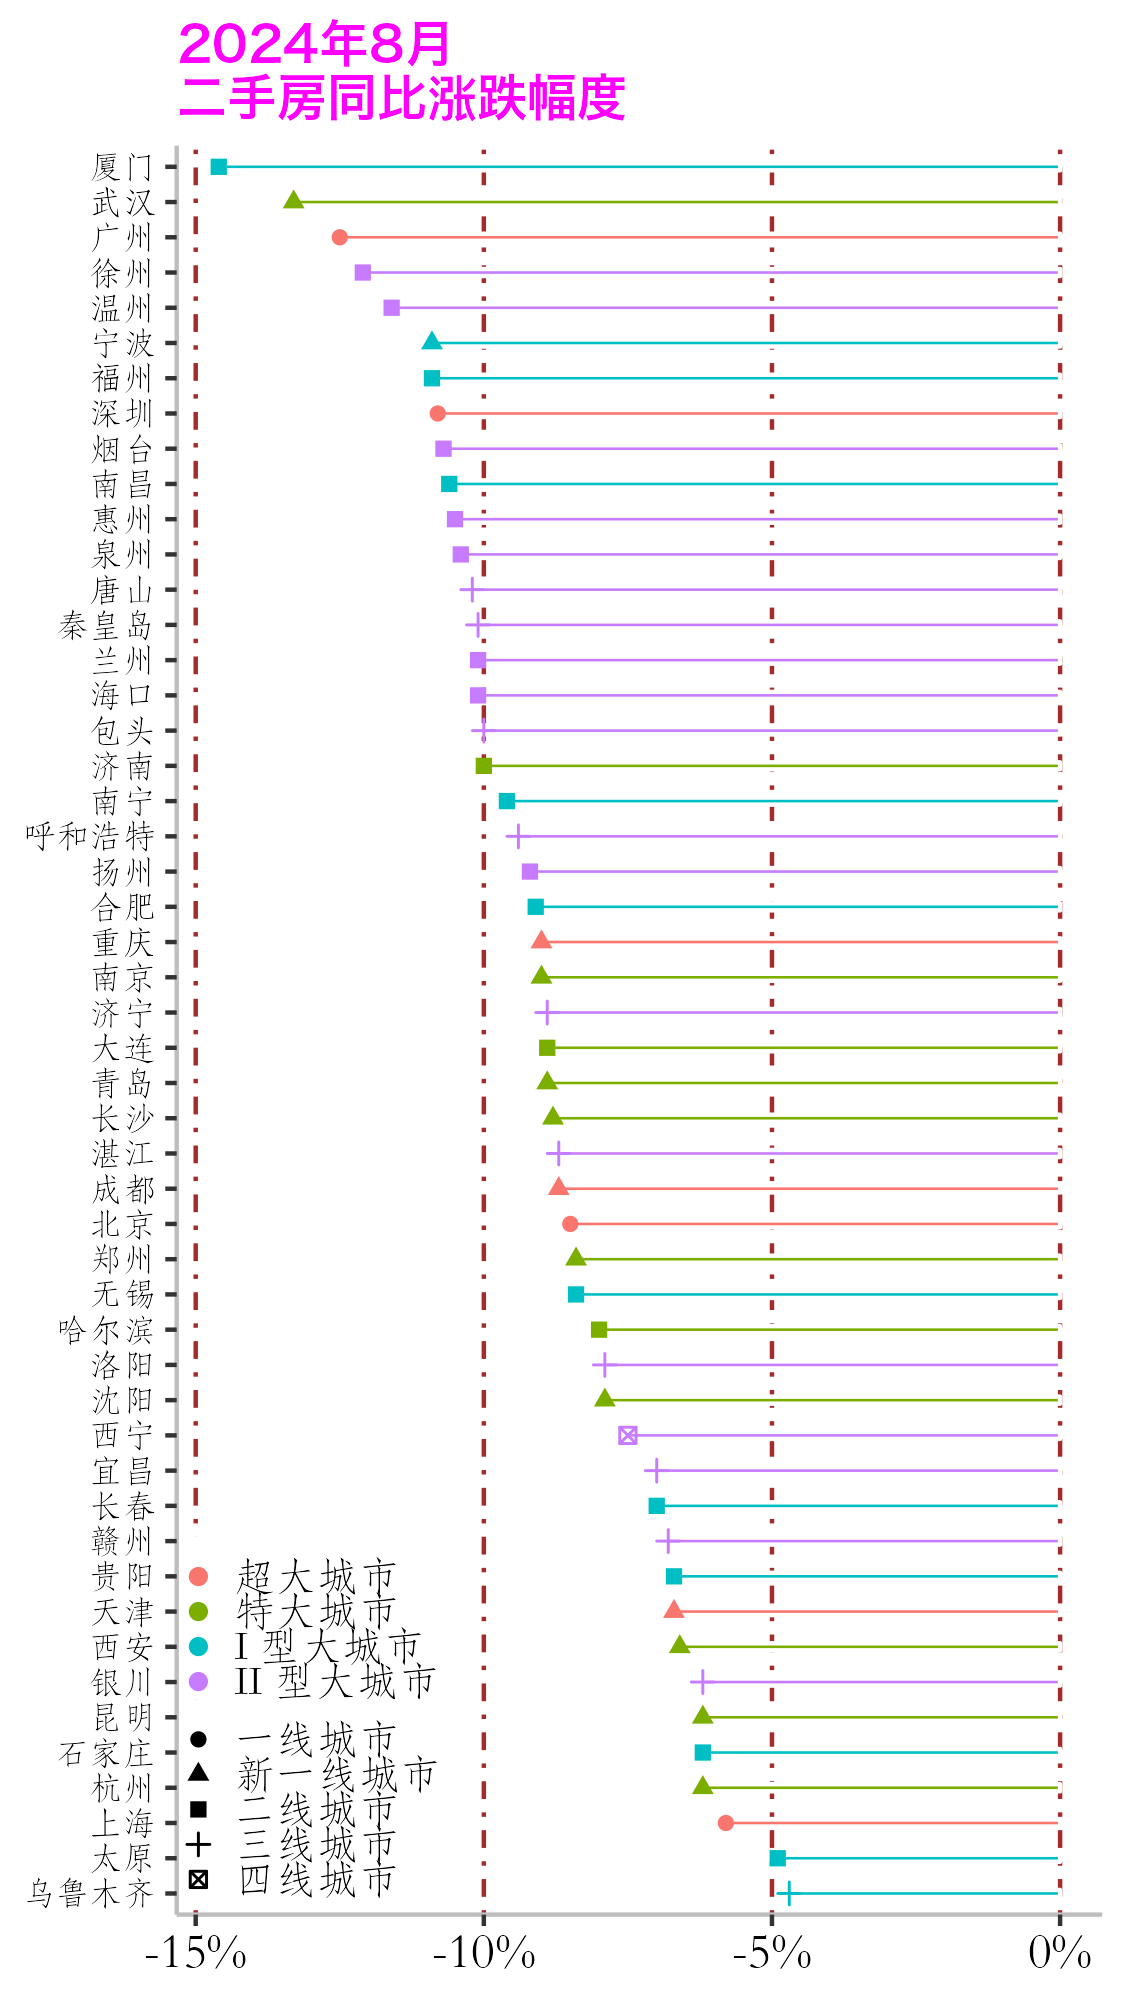 2024年8月
二手房同比涨跌幅度
厦门
武汉
广州
徐州
温州
宁波
福州
深圳
烟台
南昌
惠州
泉州
唐山
秦皇岛
兰州
海口
包头
济南
南宁
呼和浩特
扬州
合肥
重庆
南京
济宁
大连
青岛
长沙
湛江
成都
北京
郑州
无锡
哈尔滨
洛阳
沈阳
西宁
宜昌
长春
赣州
贵阳
天津
西安
银川
昆明
石家庄
杭州
上海
太原
乌鲁木齐
超大城市
特大城市
I 型大城市
II 型大城市
一线城市
新一线城市
二线城市
三线城市
四线城市
-15% -10% -5% 0%